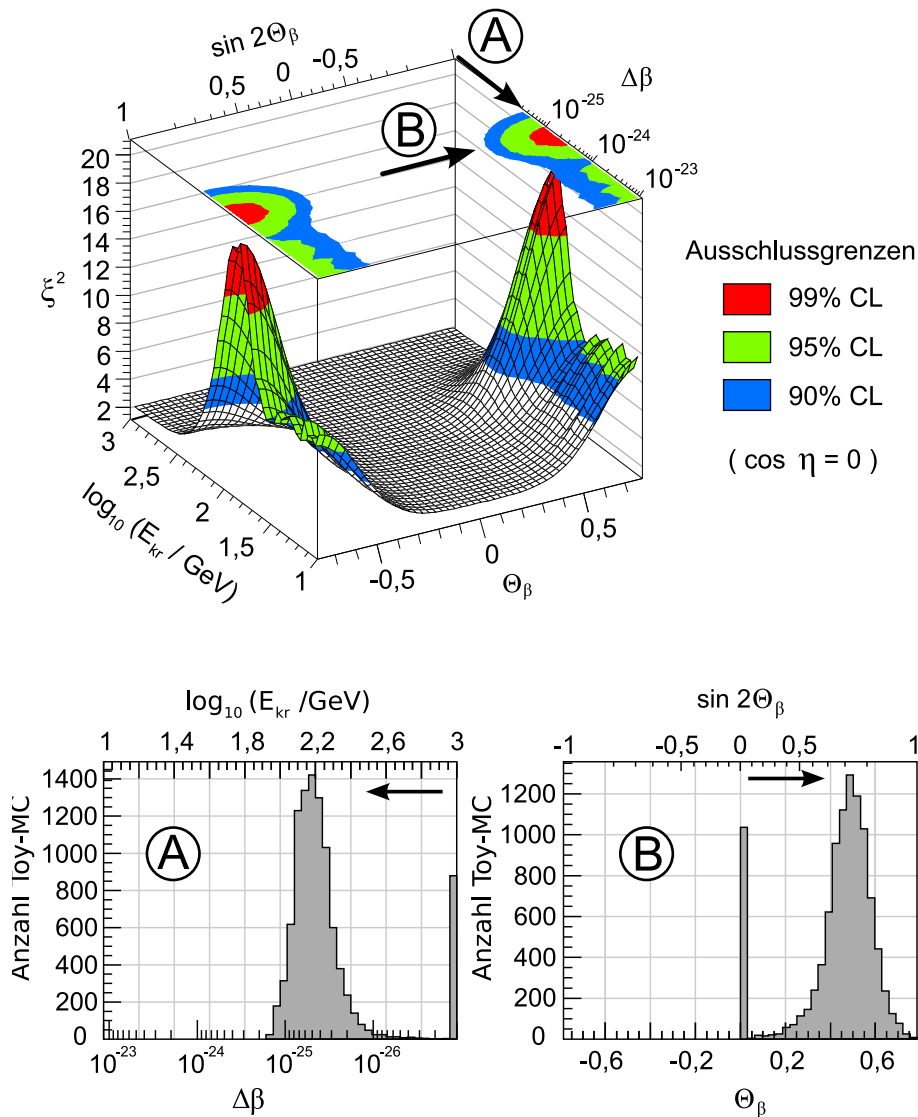 A
sin 2Θβ
-0,5
0
0,5
1
Δβ
10⁻²⁵
10⁻²⁴
10⁻²³
B
20
18
16
14
12
10
8
6
4
2
ξ²
3
2,5
2
1,5
1
log₁₀ (E_kr / GeV)
-0,5
0
0,5
Θβ
Ausschlussgrenzen
99% CL
95% CL
90% CL
( cos η = 0 )
log₁₀ (E_kr /GeV)
1 1,4 1,8 2,2 2,6 3
Anzahl Toy-MC
1400
1200
1000
800
600
400
200
0
A
10⁻²³ 10⁻²⁴ 10⁻²⁵ 10⁻²⁶
Δβ
sin 2Θβ
-1 -0,5 0 0,5 1
Anzahl Toy-MC
1200
1000
800
600
400
200
0
B
-0,6 -0,2 0,2 0,6
Θβ